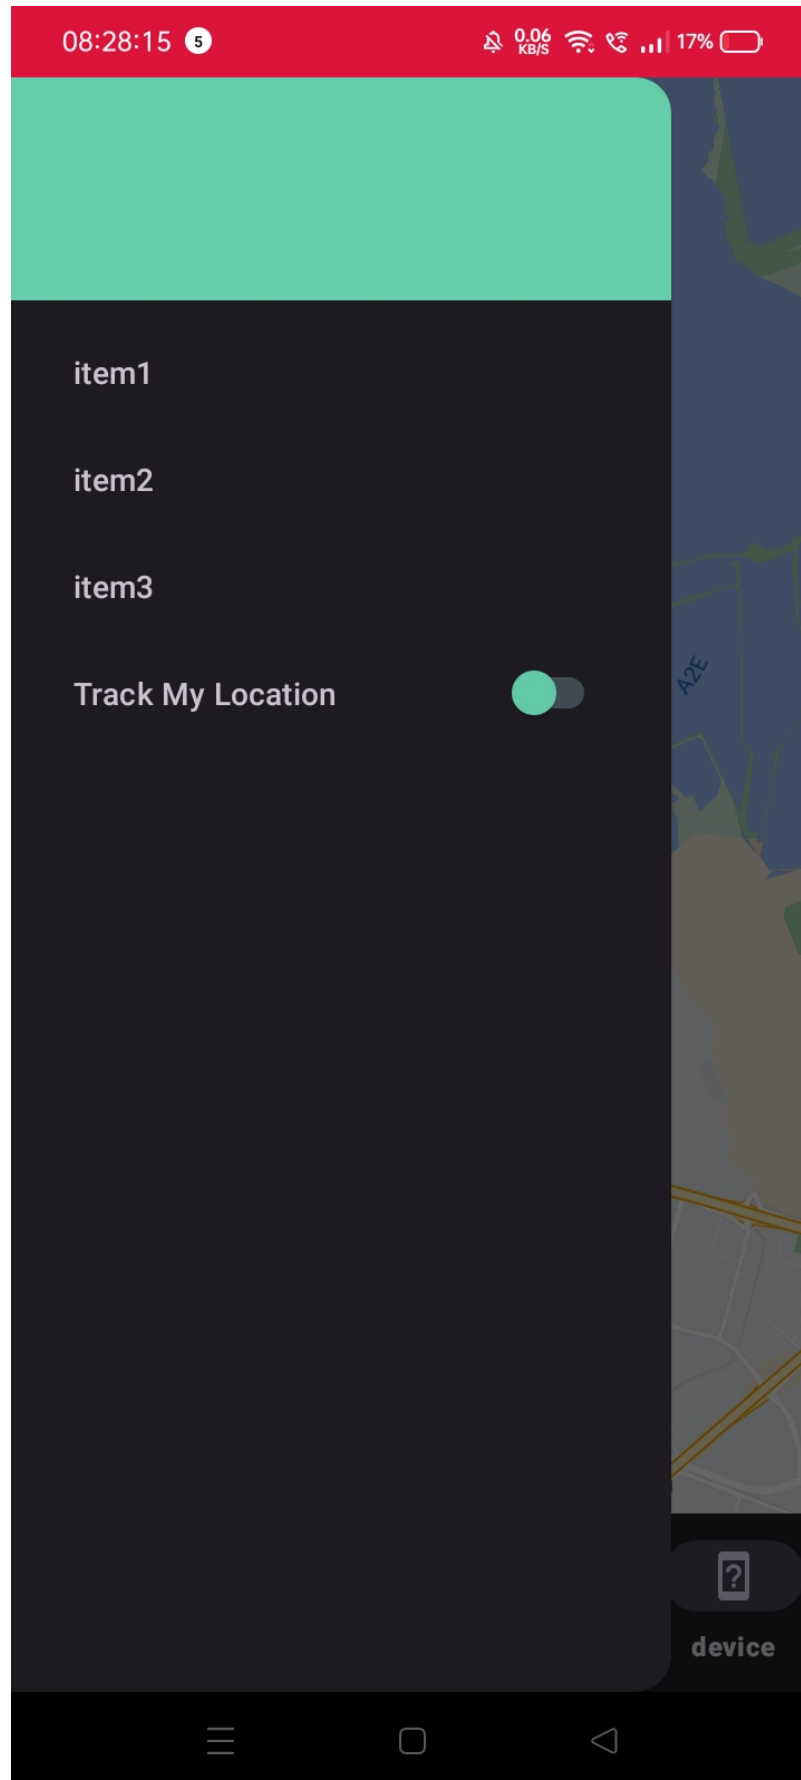 08:28:15 5 0.06 KB/S 17%
item1
item2
item3
Track My Location
A2E
device